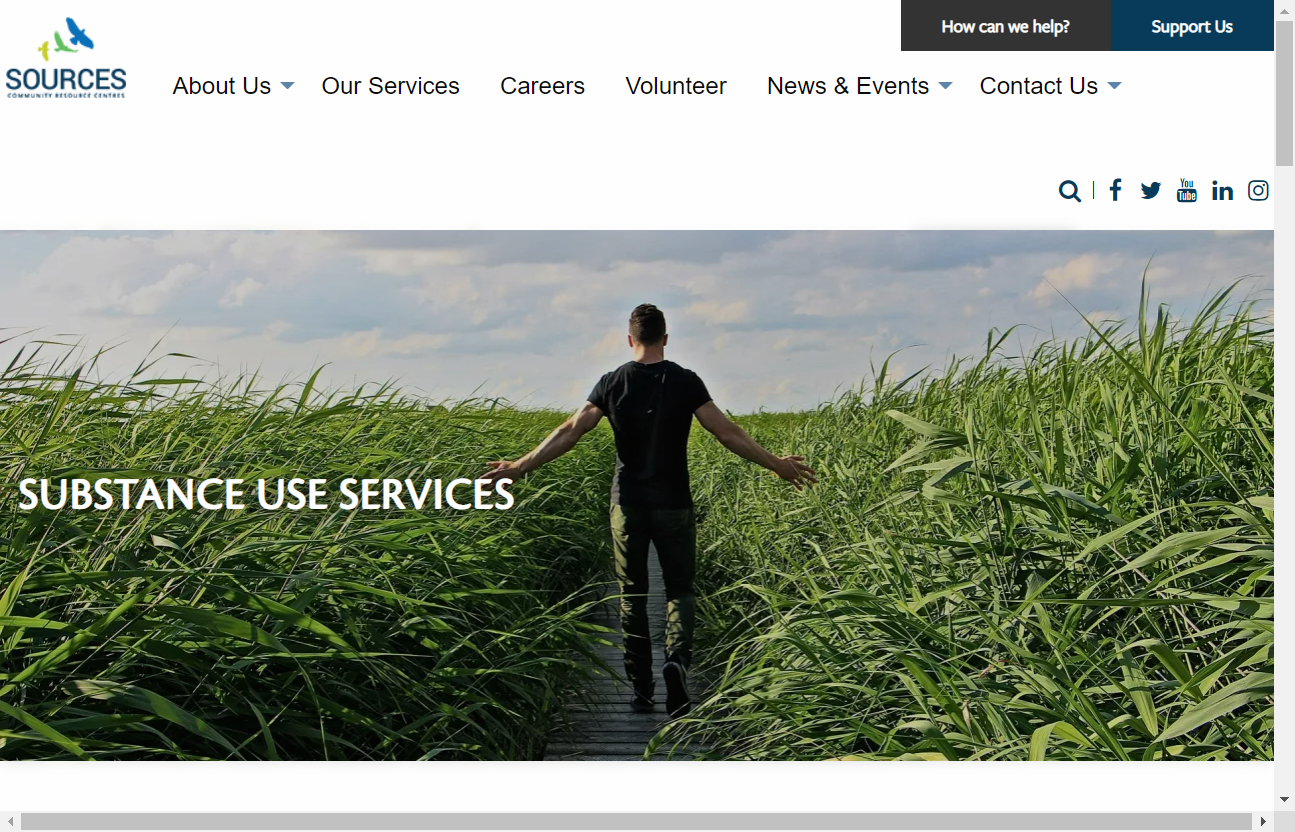 How can we help?
Support Us
SOURCES
COMMUNITY RESOURCE CENTRES
About Us
Our Services
Careers
Volunteer
News & Events
Contact Us
You
Tube
SUBSTANCE USE SERVICES